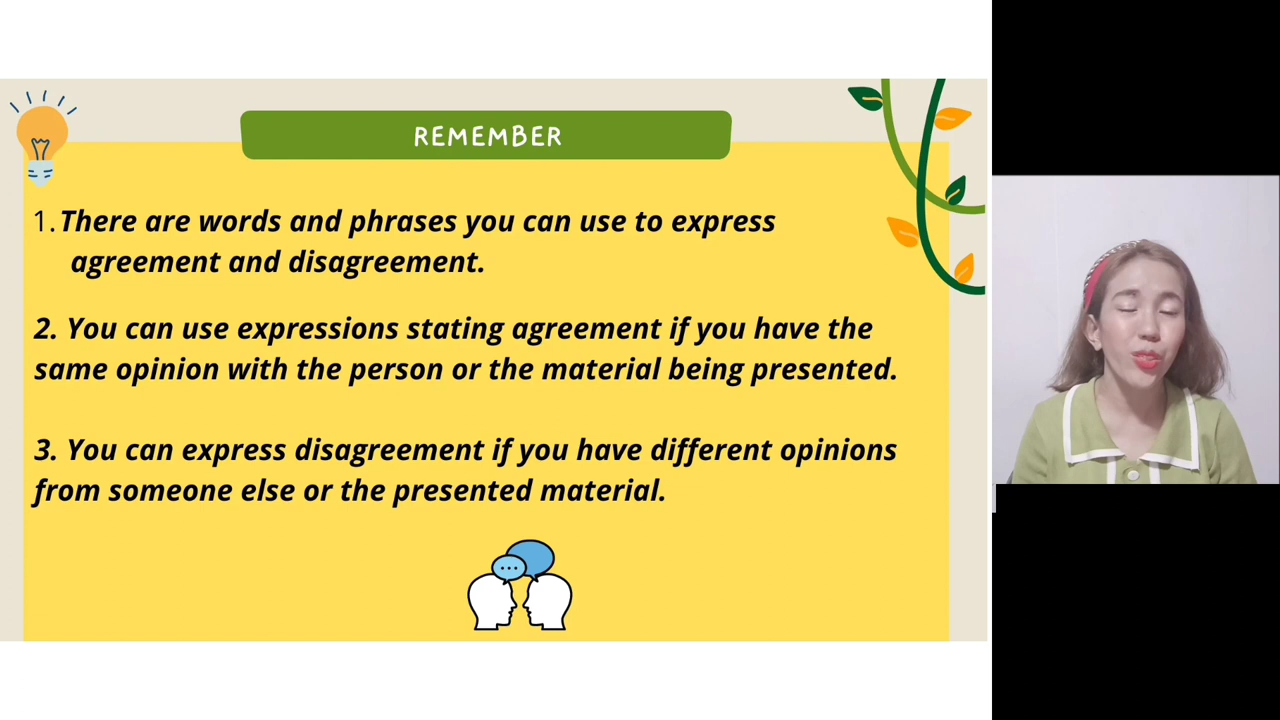 REMEMBER
1. There are words and phrases you can use to express
agreement and disagreement.
2. You can use expressions stating agreement if you have the
same opinion with the person or the material being presented.
3. You can express disagreement if you have different opinions
from someone else or the presented material.